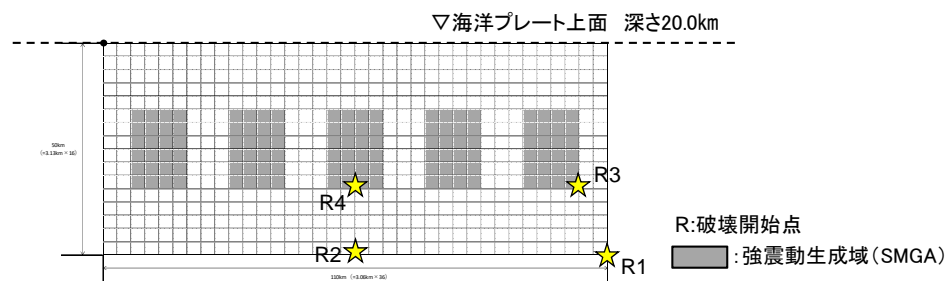 ▽海洋プレート上面 深さ20.0km
50km
(=3.13km×16)
R3
R4
R:破壊開始点
R2
R1
:強震動生成域(SMGA)
110km (=3.06km×36)